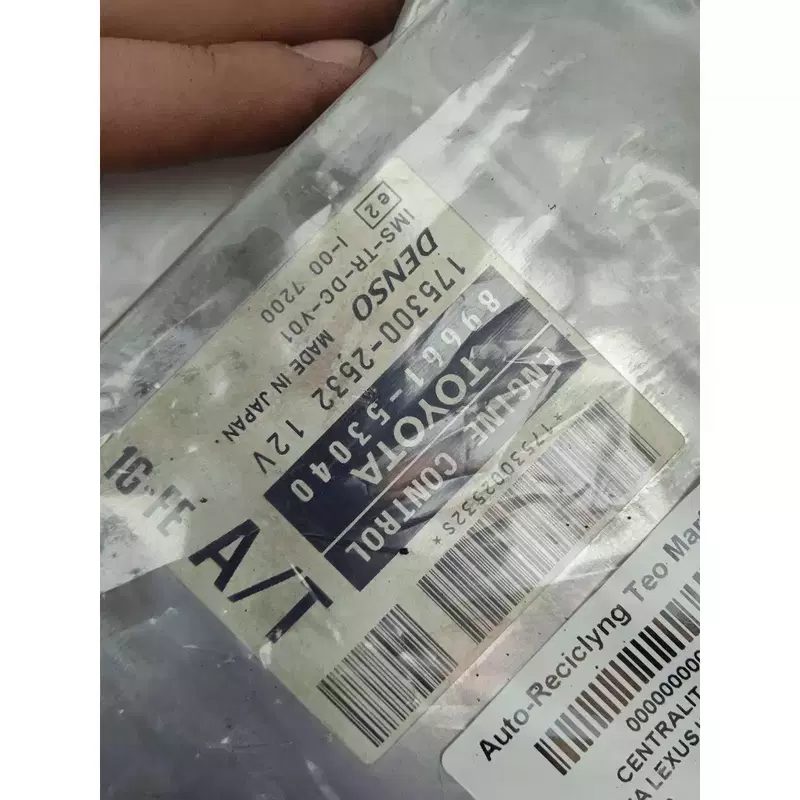 ENGINE CONTROL
TOYOTA
89661-53040
175300-2532 12V
DENSO MADE IN JAPAN.
IMS-TR-DC-V01
I-00 7200
e2
*1753002532S*
1G-FE
A/T
Auto-Reciclyng Teo
CENTRALIT
LEXUS